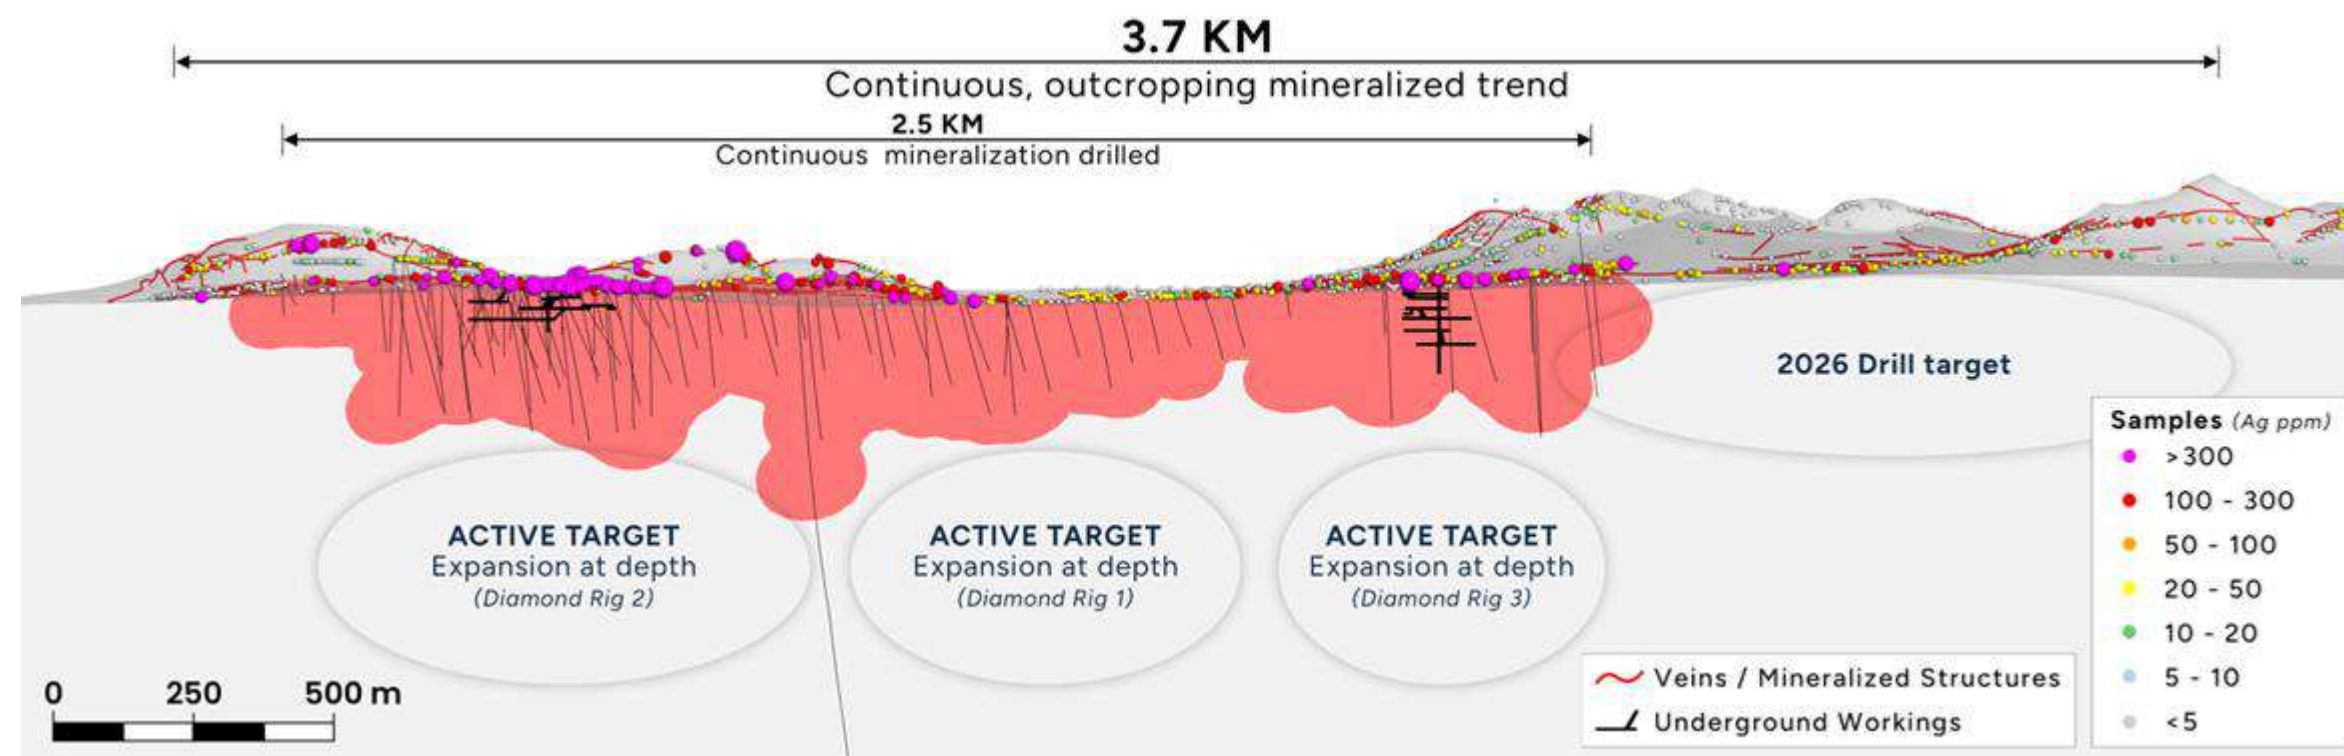 3.7 KM
Continuous, outcropping mineralized trend
2.5 KM
Continuous mineralization drilled
2026 Drill target
ACTIVE TARGET
Expansion at depth
(Diamond Rig 2)
ACTIVE TARGET
Expansion at depth
(Diamond Rig 1)
ACTIVE TARGET
Expansion at depth
(Diamond Rig 3)
0 250 500 m
Veins / Mineralized Structures
Underground Workings
Samples (Ag ppm)
>300
100 - 300
50 - 100
20 - 50
10 - 20
5 - 10
<5